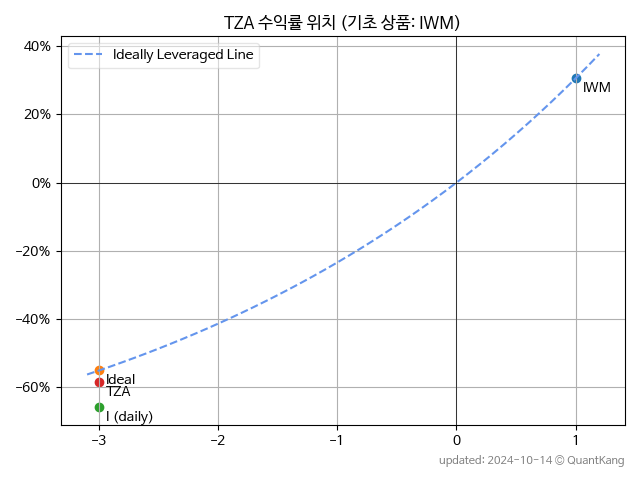 TZA 수익률 위치 (기초 상품: IWM)
Ideally Leveraged Line
40%
20%
0%
−20%
−40%
−60%
IWM
Ideal
TZA
I (daily)
−3
−2
−1
0
1
updated: 2024-10-14 © QuantKang